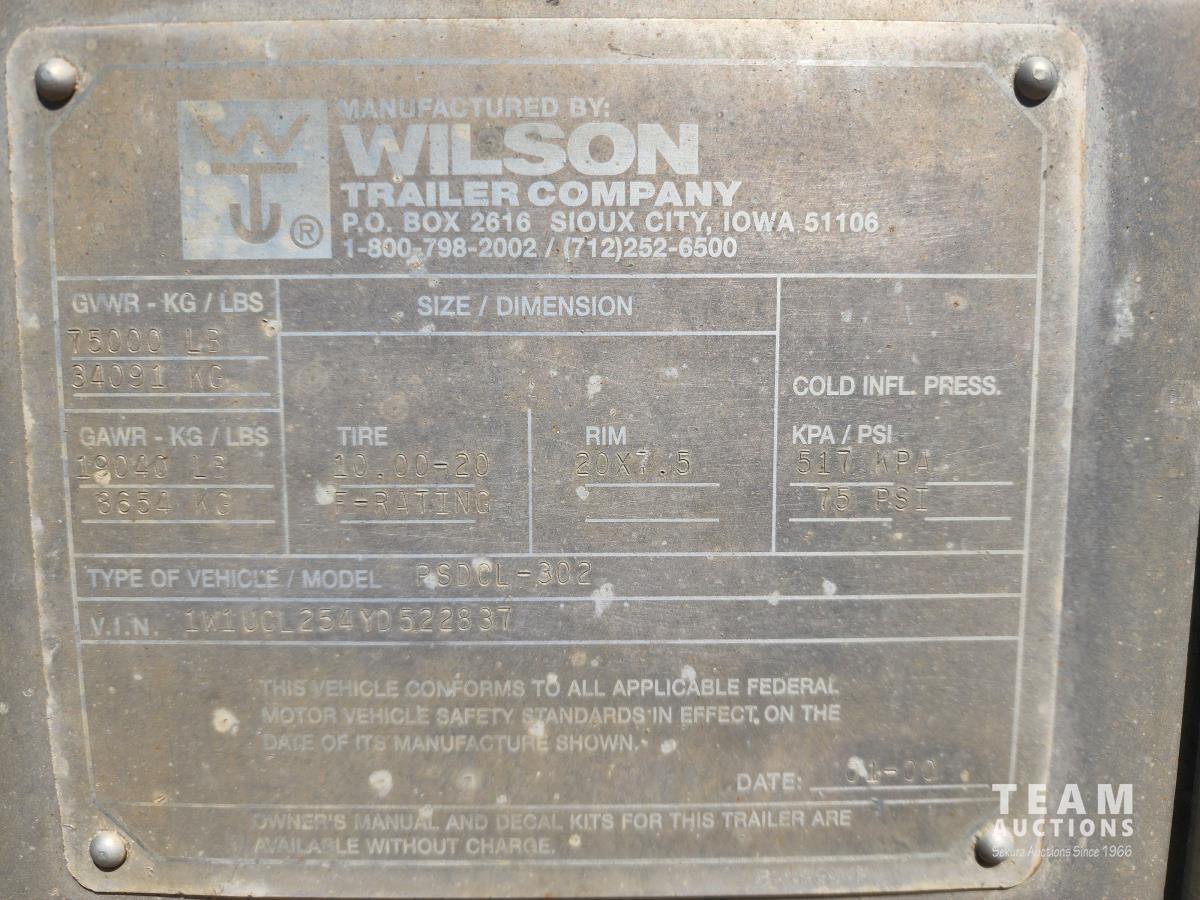 MANUFACTURED BY:
WILSON
TRAILER COMPANY
P.O. BOX 2616 SIOUX CITY, IOWA 51106
1-800-798-2002 / (712)252-6500
WT ®
GVWR - KG / LBS
75000 LB
34091 KG
SIZE / DIMENSION
COLD INFL. PRESS.
GAWR - KG / LBS
19040 LB
8654 KG
TIRE
10.00-20
F-RATING
RIM
20X7.5
KPA / PSI
517 KPA
75 PSI
TYPE OF VEHICLE / MODEL PSDCL-302
V.I.N. 1W1UCL254YD522837
THIS VEHICLE CONFORMS TO ALL APPLICABLE FEDERAL
MOTOR VEHICLE SAFETY STANDARDS IN EFFECT, ON THE
DATE OF ITS MANUFACTURE SHOWN.
DATE: 01-00
OWNER'S MANUAL AND DECAL KITS FOR THIS TRAILER ARE
AVAILABLE WITHOUT CHARGE.
TEAM
AUCTIONS
Sekura Auctions Since 1966